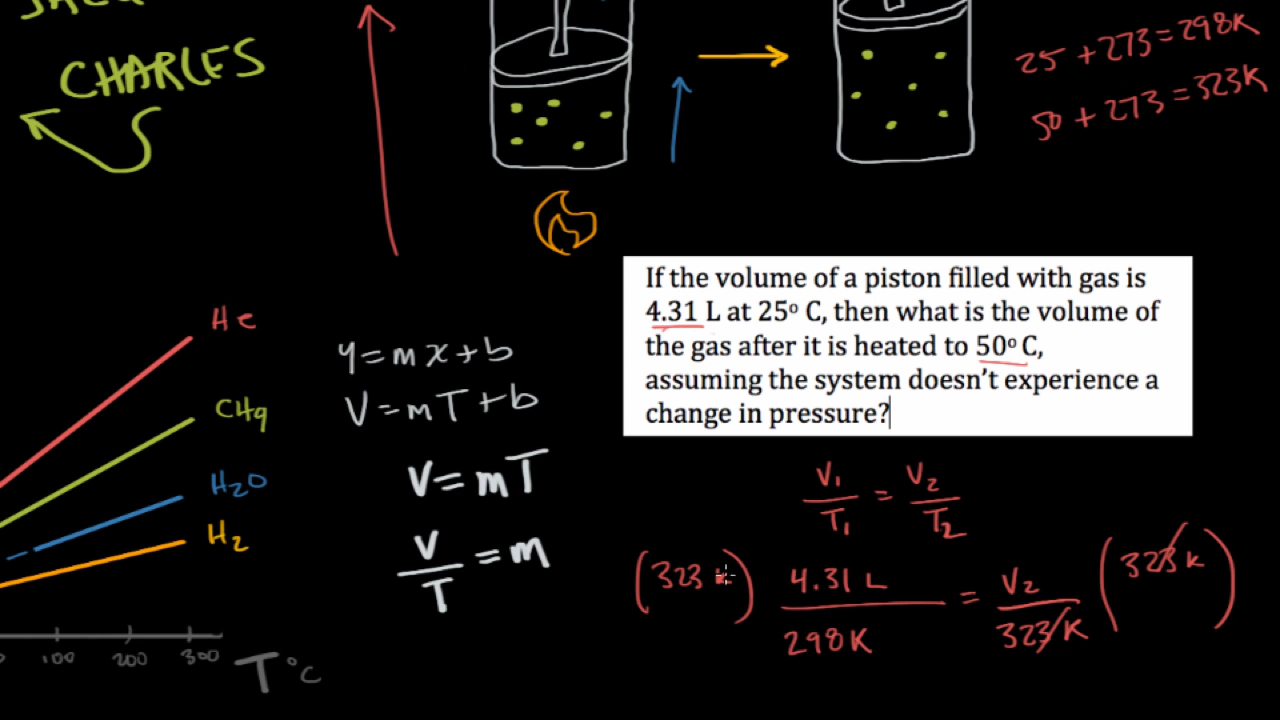 CHARLES
25 + 273 = 298K
50 + 273 = 323K
If the volume of a piston filled with gas is
4.31 L at 25° C, then what is the volume of
the gas after it is heated to 50° C,
assuming the system doesn't experience a
change in pressure?
He
CH4
H2O
H2
100 200 300
T °C
y = mx + b
V = mT + b
V = mT
V/T = m
V1/T1 = V2/T2
(323 K) 4.31 L/298K = V2/323K (323 K)